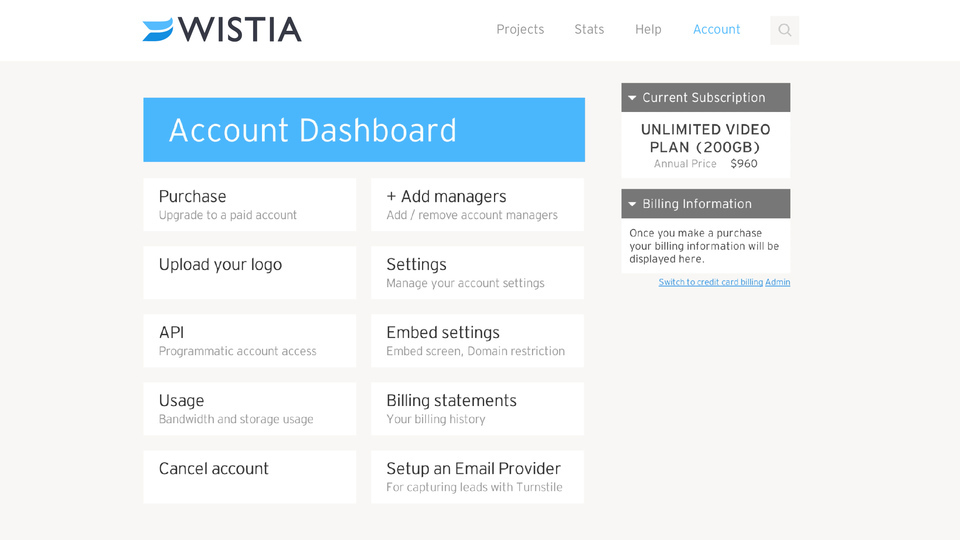 WISTIA
Projects Stats Help Account
Account Dashboard
Purchase
Upgrade to a paid account
+ Add managers
Add / remove account managers
Upload your logo
Settings
Manage your account settings
API
Programmatic account access
Embed settings
Embed screen, Domain restriction
Usage
Bandwidth and storage usage
Billing statements
Your billing history
Cancel account
Setup an Email Provider
For capturing leads with Turnstile
Current Subscription
UNLIMITED VIDEO
PLAN (200GB)
Annual Price $960
Billing Information
Once you make a purchase
your billing information will be
displayed here.
Switch to credit card billing Admin